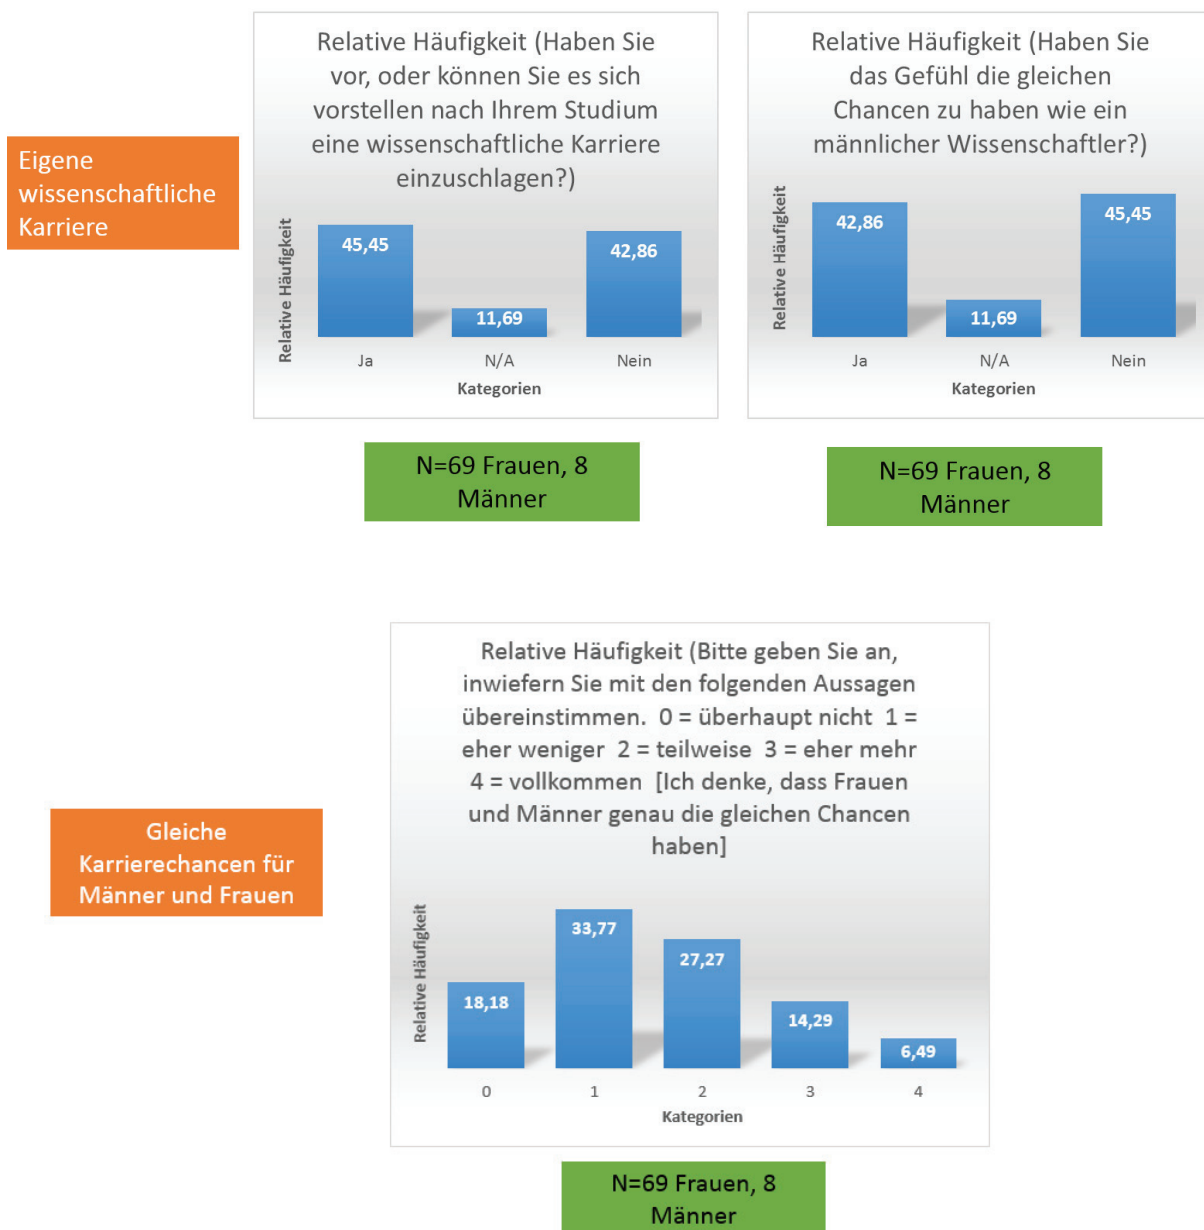 Relative Häufigkeit (Haben Sie
vor, oder können Sie es sich
vorstellen nach Ihrem Studium
eine wissenschaftliche Karriere
einzuschlagen?)
Relative Häufigkeit
45,45
11,69
42,86
Ja
N/A
Nein
Kategorien
Relative Häufigkeit (Haben Sie
das Gefühl die gleichen
Chancen zu haben wie ein
männlicher Wissenschaftler?)
Relative Häufigkeit
42,86
11,69
45,45
Ja
N/A
Nein
Kategorien
Eigene
wissenschaftliche
Karriere
N=69 Frauen, 8
Männer
N=69 Frauen, 8
Männer
Relative Häufigkeit (Bitte geben Sie an,
inwiefern Sie mit den folgenden Aussagen
übereinstimmen. 0 = überhaupt nicht 1 =
eher weniger 2 = teilweise 3 = eher mehr
4 = vollkommen [Ich denke, dass Frauen
und Männer genau die gleichen Chancen
haben]
Gleiche
Karrierechancen für
Männer und Frauen
Relative Häufigkeit
18,18
33,77
27,27
14,29
6,49
0
1
2
3
4
Kategorien
N=69 Frauen, 8
Männer